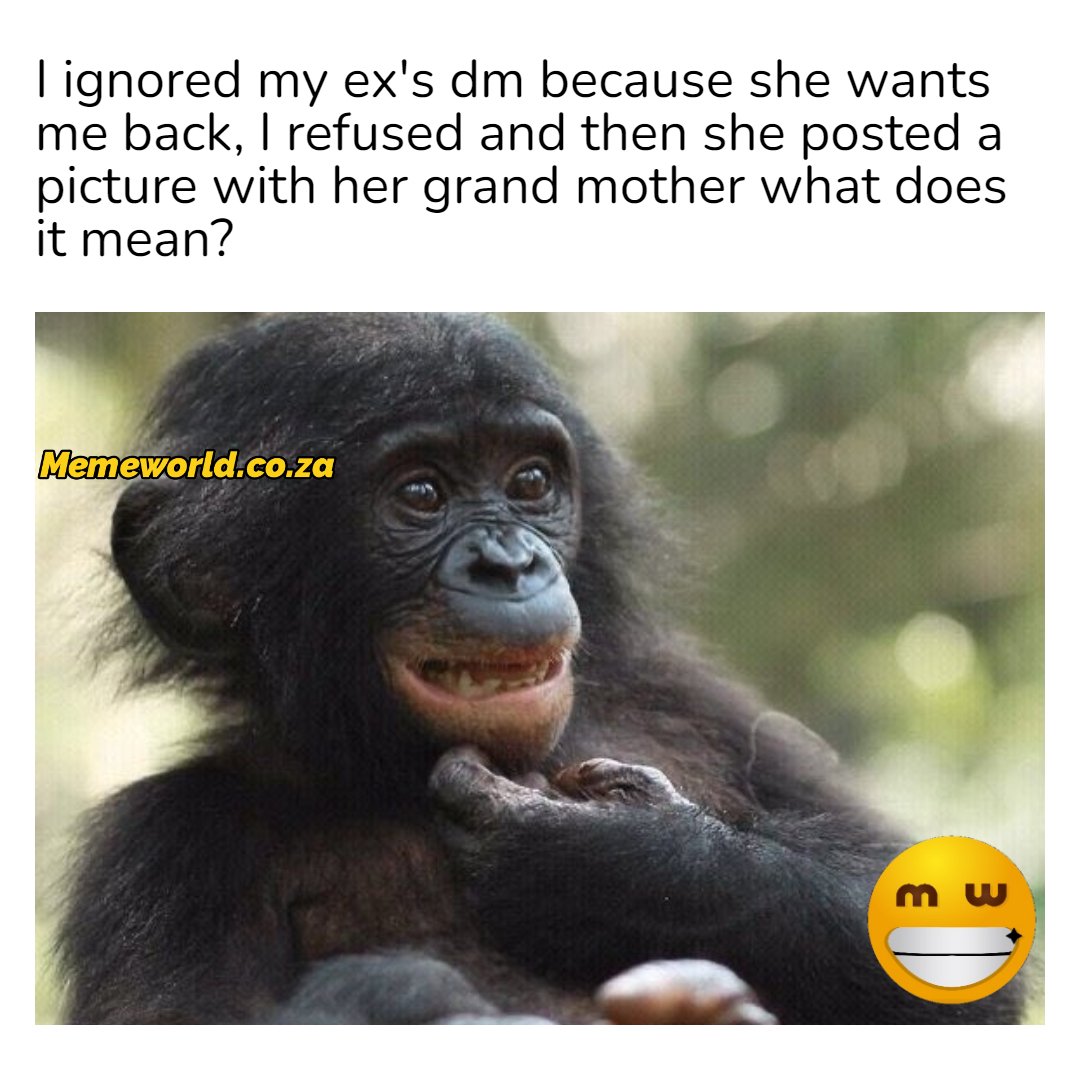 I ignored my ex's dm because she wants
me back, I refused and then she posted a
picture with her grand mother what does
it mean?
Memeworld.co.za
m w